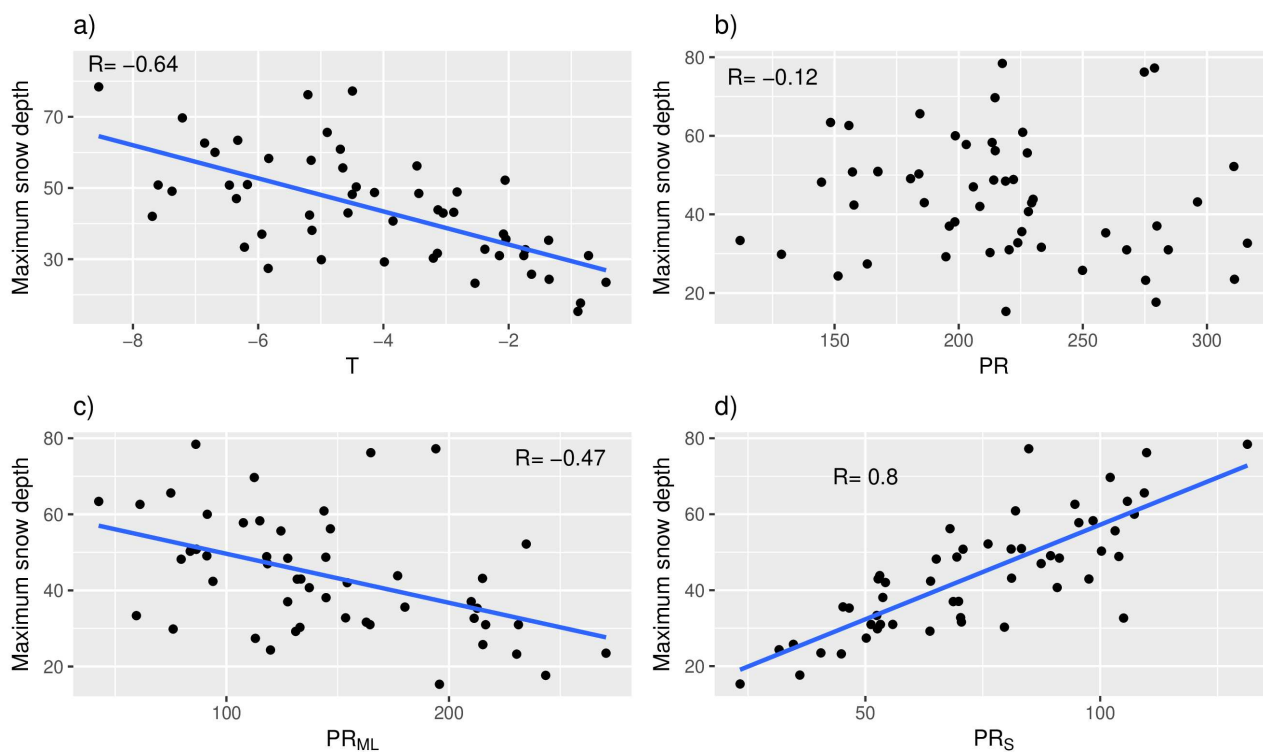 a)
R= −0.64
Maximum snow depth
70
50
30
−8
−6
−4
−2
T
b)
R= −0.12
Maximum snow depth
80
60
40
20
150
200
250
300
PR
c)
R= −0.47
Maximum snow depth
80
60
40
20
100
200
PR_ML
d)
R= 0.8
Maximum snow depth
80
60
40
20
50
100
PR_S